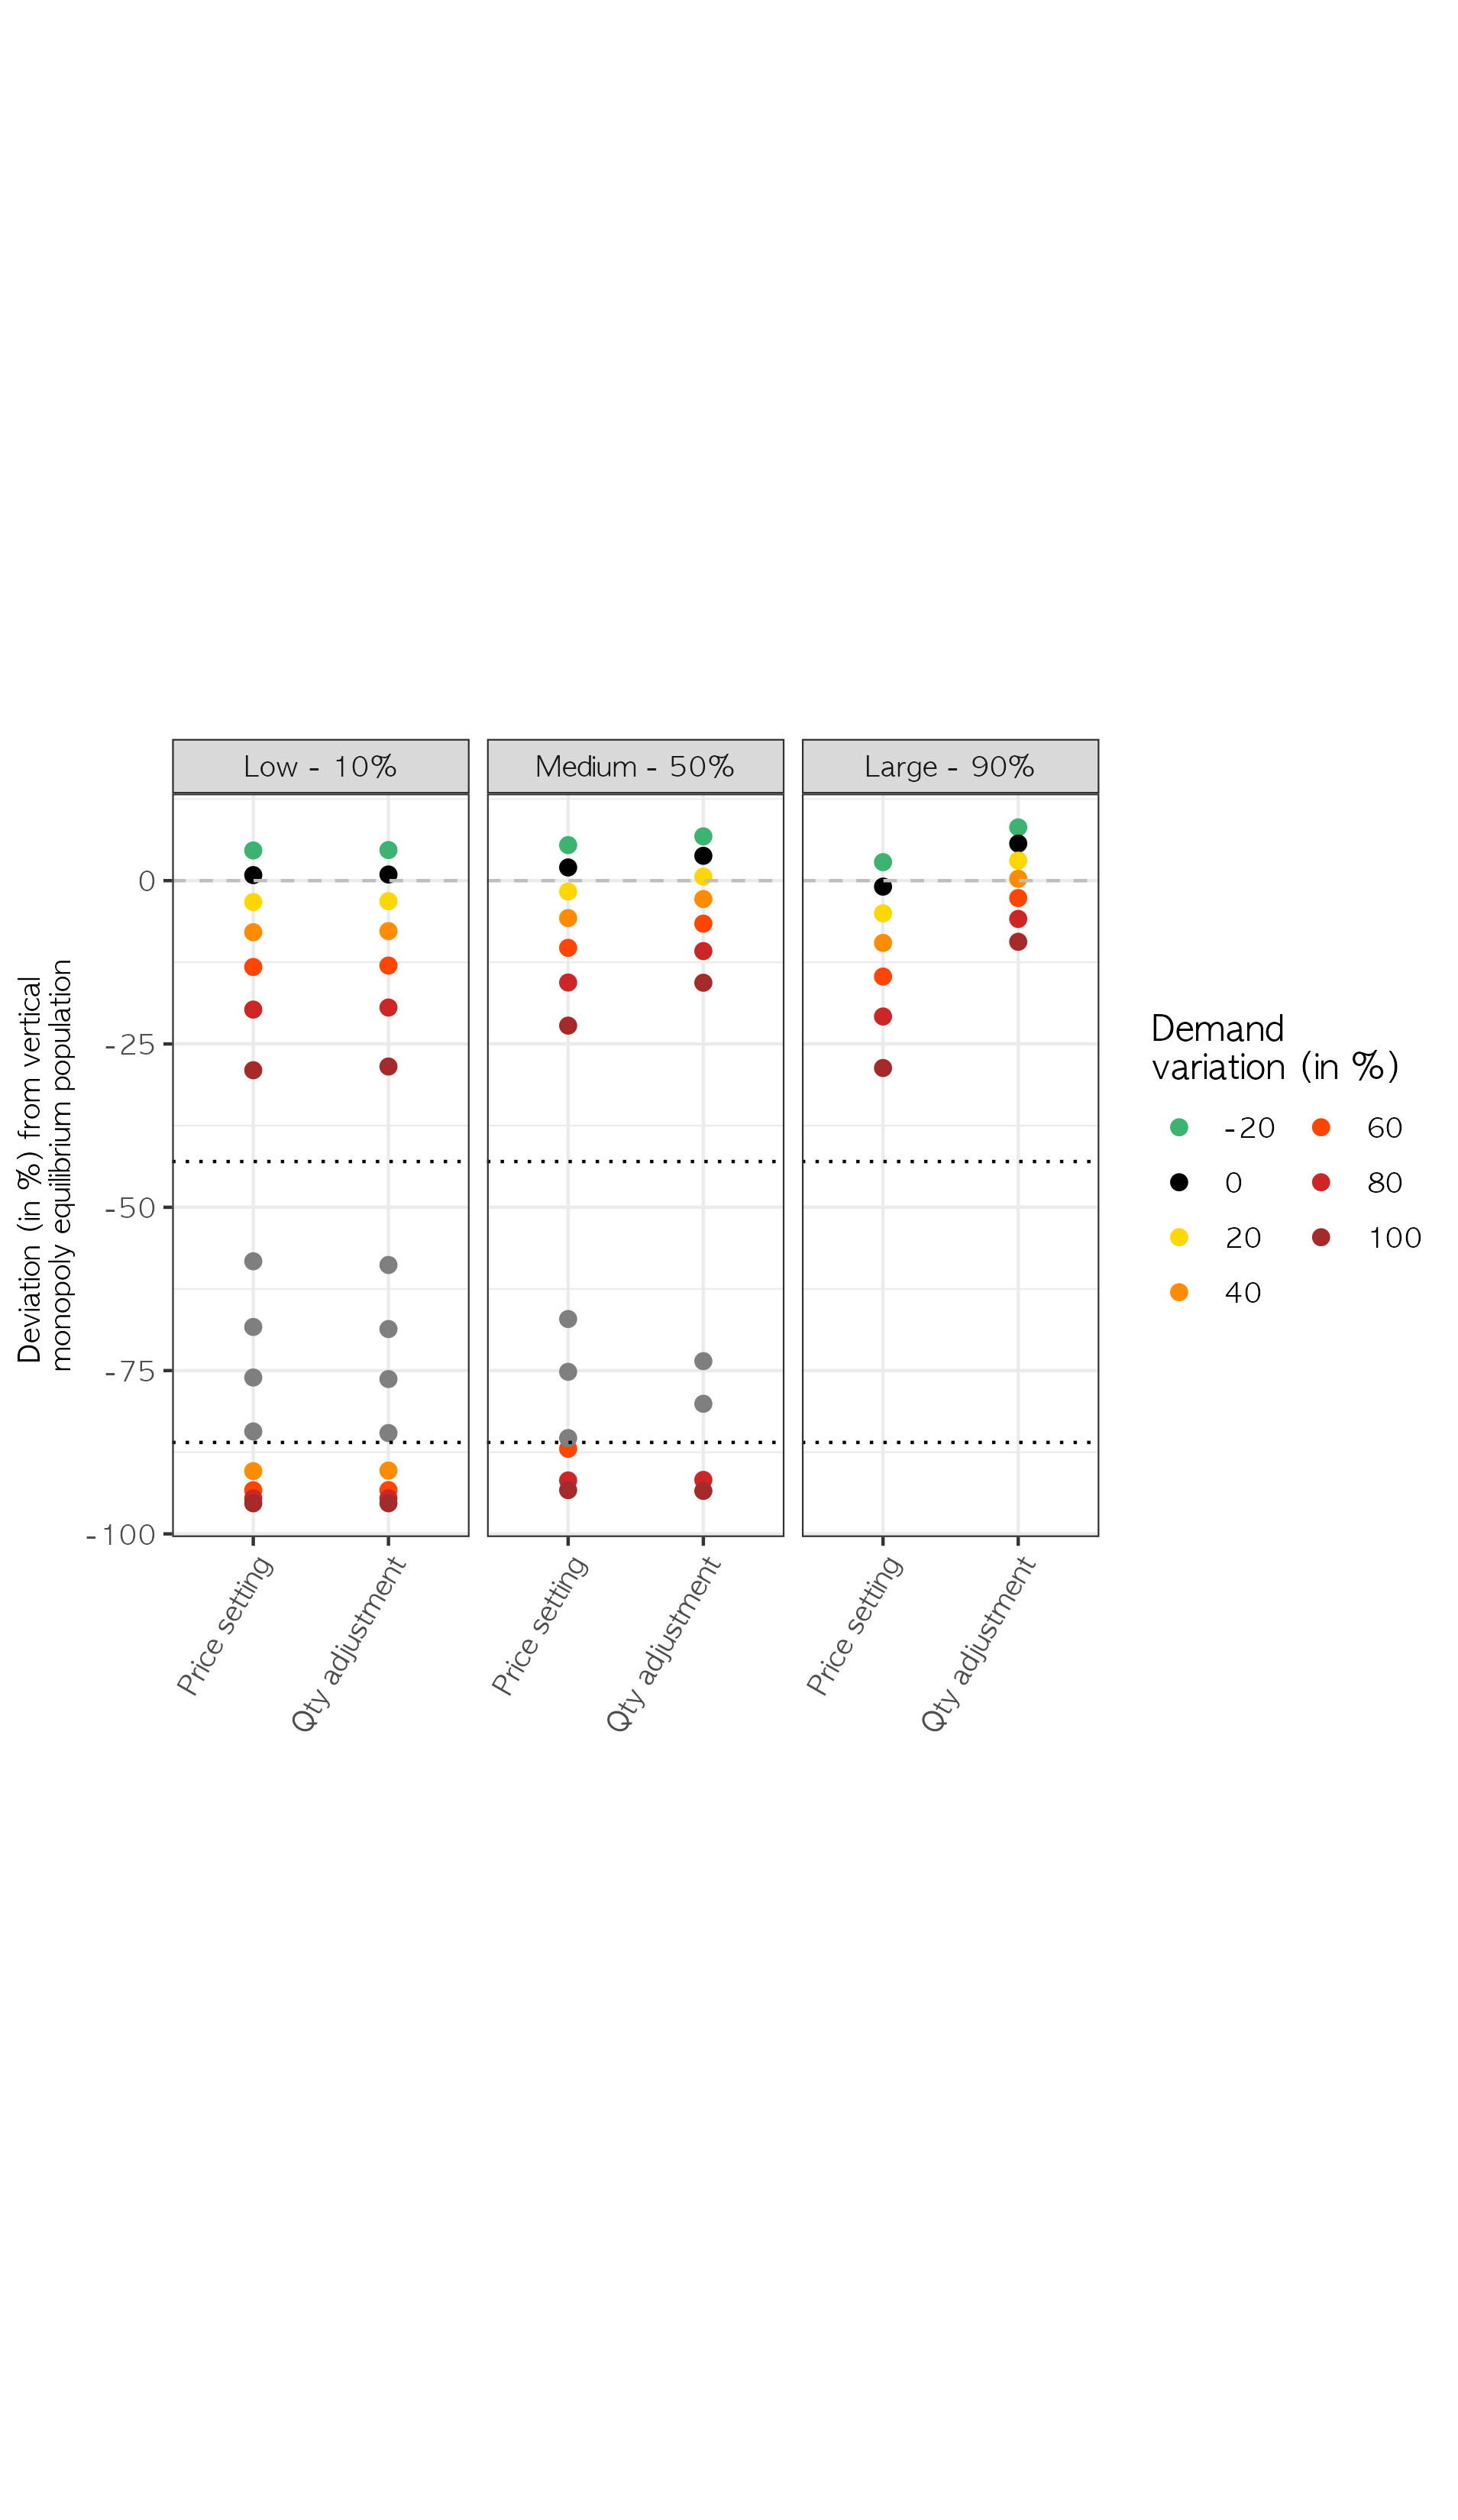 Low - 10%
Medium - 50%
Large - 90%
Deviation (in %) from vertical
monopoly equilibrium population
0
-25
-50
-75
-100
Price setting
Qty adjustment
Price setting
Qty adjustment
Price setting
Qty adjustment
Demand
variation (in %)
-20
0
20
40
60
80
100